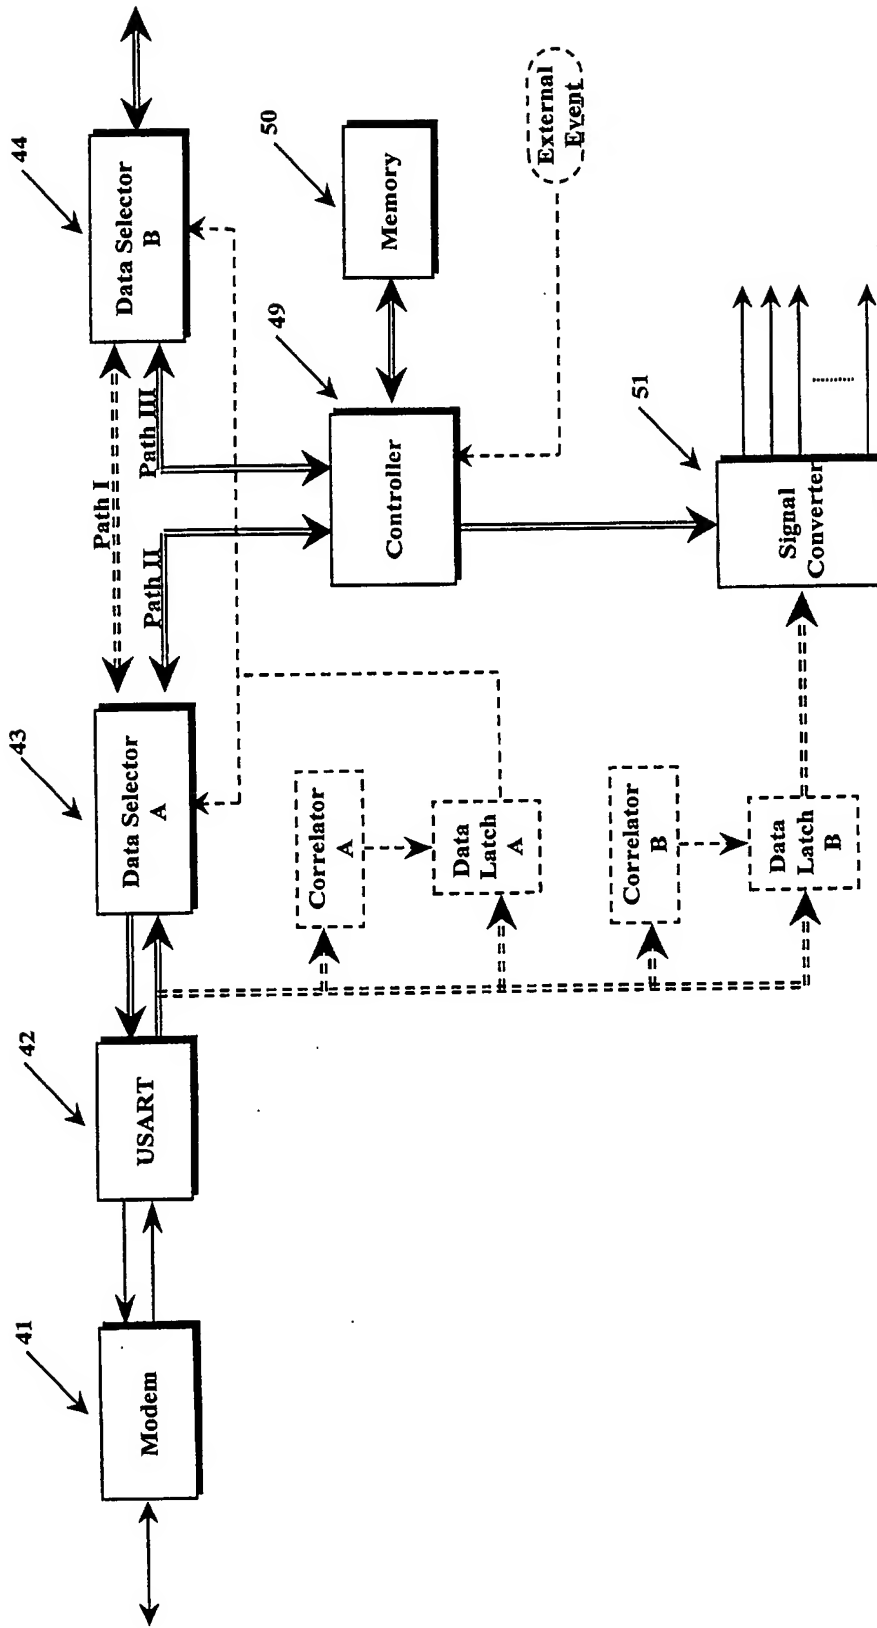 41
Modem
42
USART
43
Data Selector
A
Path I
Path II
Path III
44
Data Selector
B
Correlator
A
Data
Latch
A
Correlator
B
Data
Latch
B
49
Controller
50
Memory
External
Event
51
Signal
Converter